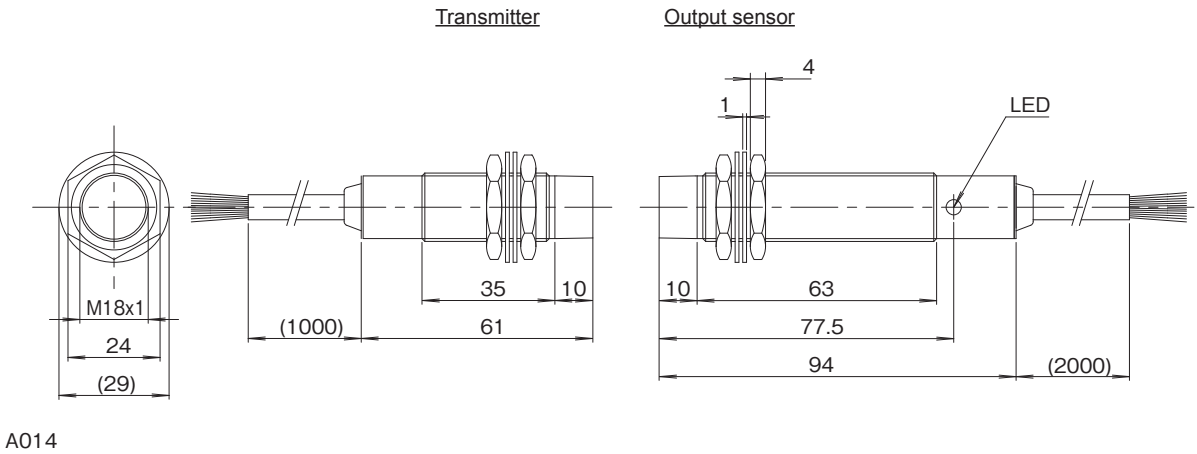 Transmitter
Output sensor
4
1
LED
35
10
10
63
M18x1
(1000)
61
77.5
24
94
(2000)
(29)
A014